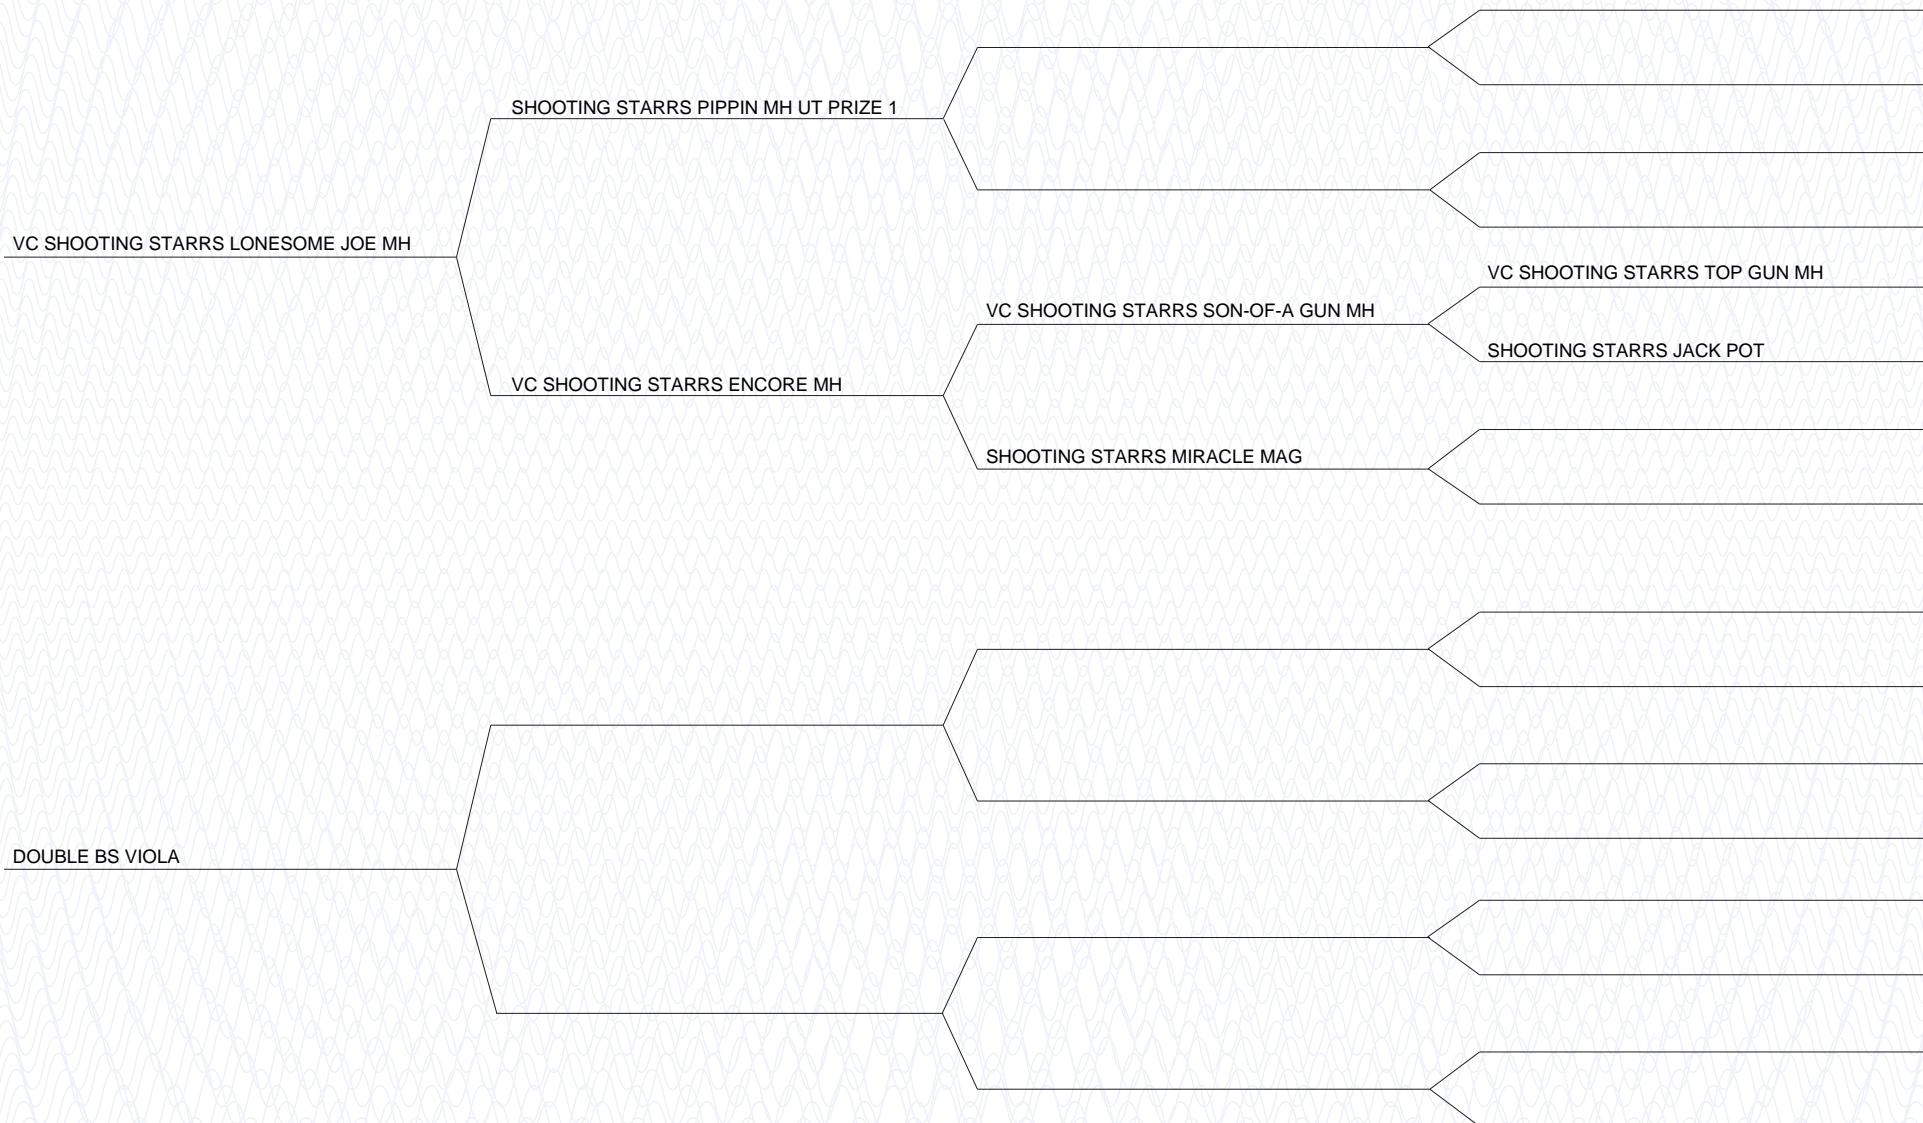 SHOOTING STARRS PIPPIN MH UT PRIZE 1
VC SHOOTING STARRS LONESOME JOE MH
VC SHOOTING STARRS TOP GUN MH
VC SHOOTING STARRS SON-OF-A GUN MH
SHOOTING STARRS JACK POT
VC SHOOTING STARRS ENCORE MH
SHOOTING STARRS MIRACLE MAG
DOUBLE BS VIOLA